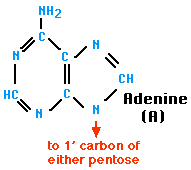 NH2
C
N
C
N
HC
C
CH
N
N
Adenine
(A)
to 1’ carbon of
either pentose